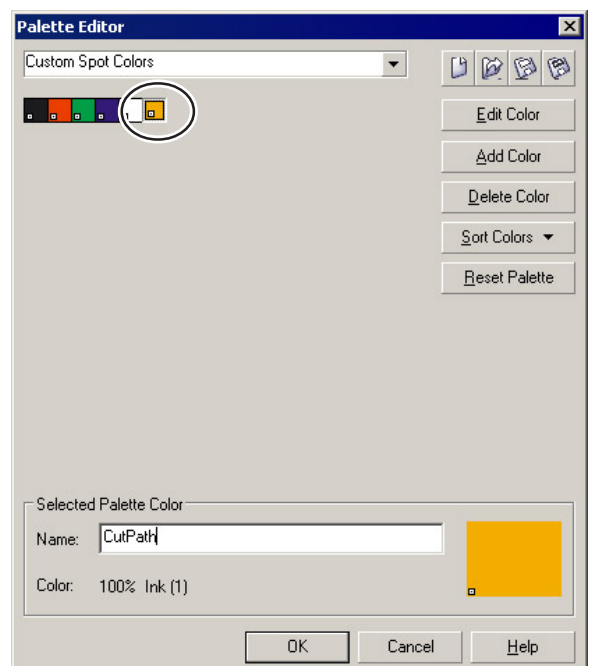 Palette Editor
Custom Spot Colors
Edit Color
Add Color
Delete Color
Sort Colors
Reset Palette
Selected Palette Color
Name: CutPath
Color: 100% Ink (1)
OK Cancel Help